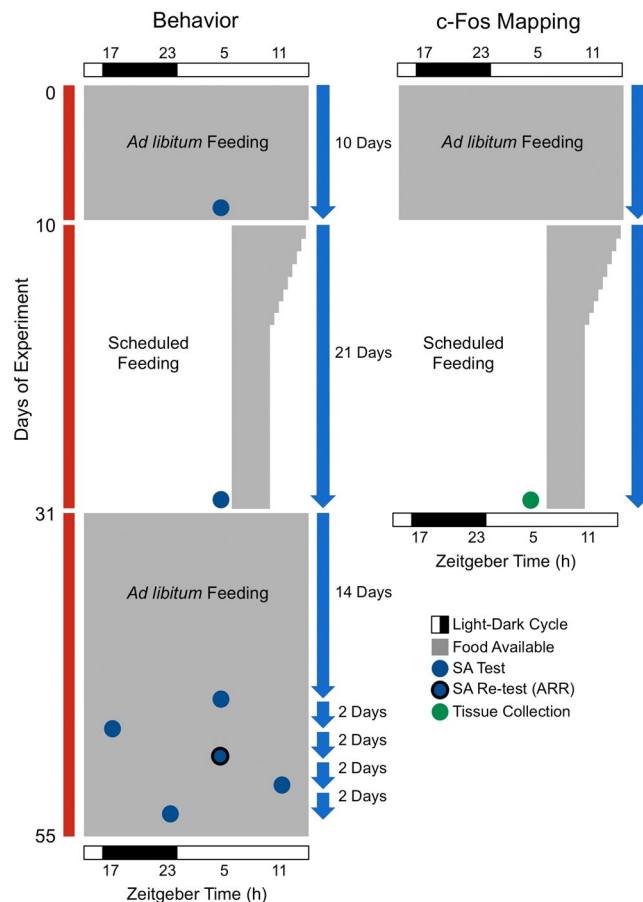 Behavior
17 23 5 11
0
Ad libitum Feeding
10 Days
10
Scheduled
Feeding
21 Days
31
Ad libitum Feeding
14 Days
2 Days
2 Days
2 Days
2 Days
55
17 23 5 11
Zeitgeber Time (h)
Days of Experiment
c-Fos Mapping
17 23 5 11
Ad libitum Feeding
Scheduled
Feeding
17 23 5 11
Zeitgeber Time (h)
Light-Dark Cycle
Food Available
SA Test
SA Re-test (ARR)
Tissue Collection